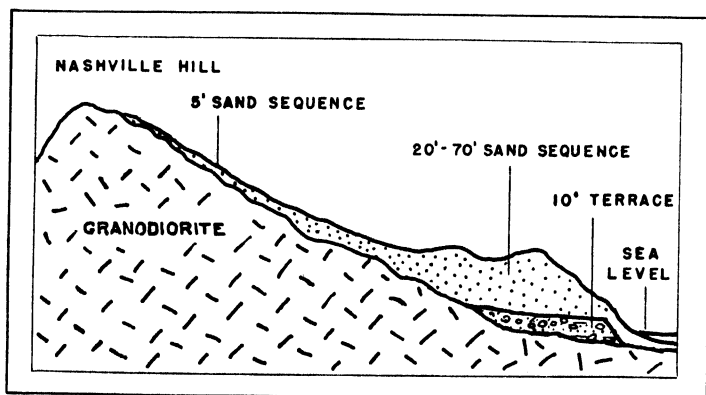 NASHVILLE HILL
5' SAND SEQUENCE
20'-70' SAND SEQUENCE
10' TERRACE
GRANODIORITE
SEA
LEVEL